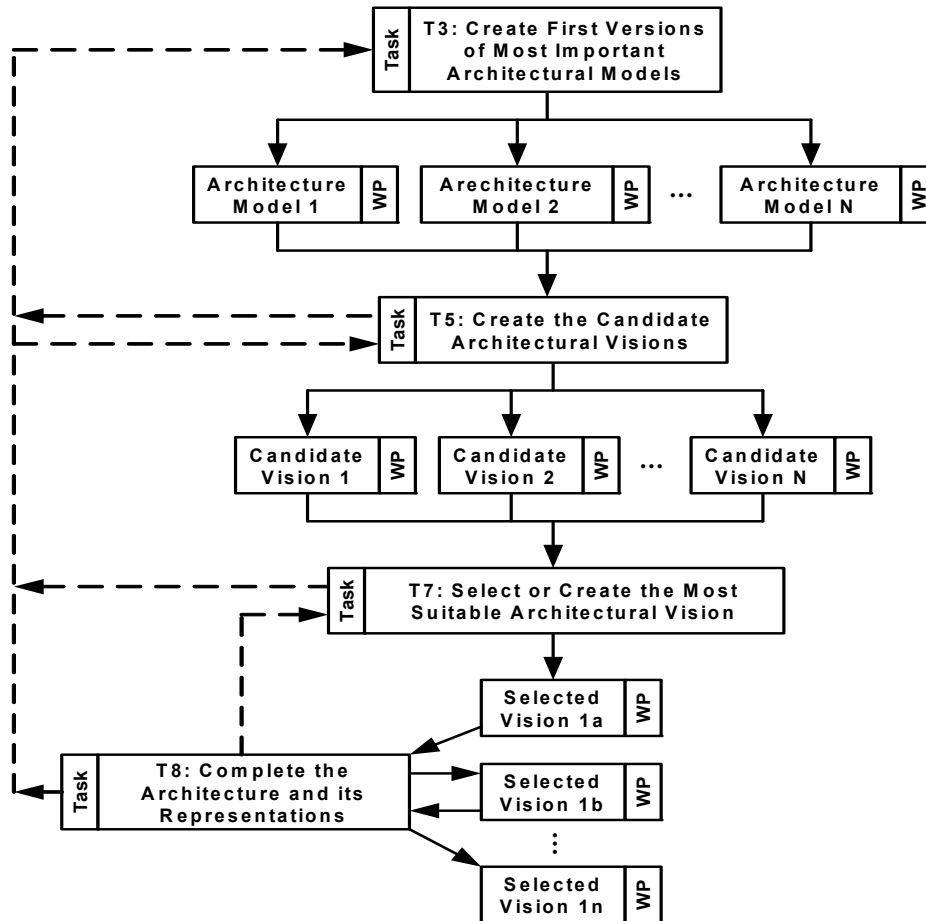 Task
T3: Create First Versions
of Most Important
Architectural Models
Architecture
Model 1
WP
Arechitecture
Model 2
WP
...
Architecture
Model N
WP
Task
T5: Create the Candidate
Architectural Visions
Candidate
Vision 1
WP
Candidate
Vision 2
WP
...
Candidate
Vision N
WP
Task
T7: Select or Create the Most
Suitable Architectural Vision
Selected
Vision 1a
WP
Task
T8: Complete the
Architecture and its
Representations
Selected
Vision 1b
WP
...
Selected
Vision 1n
WP